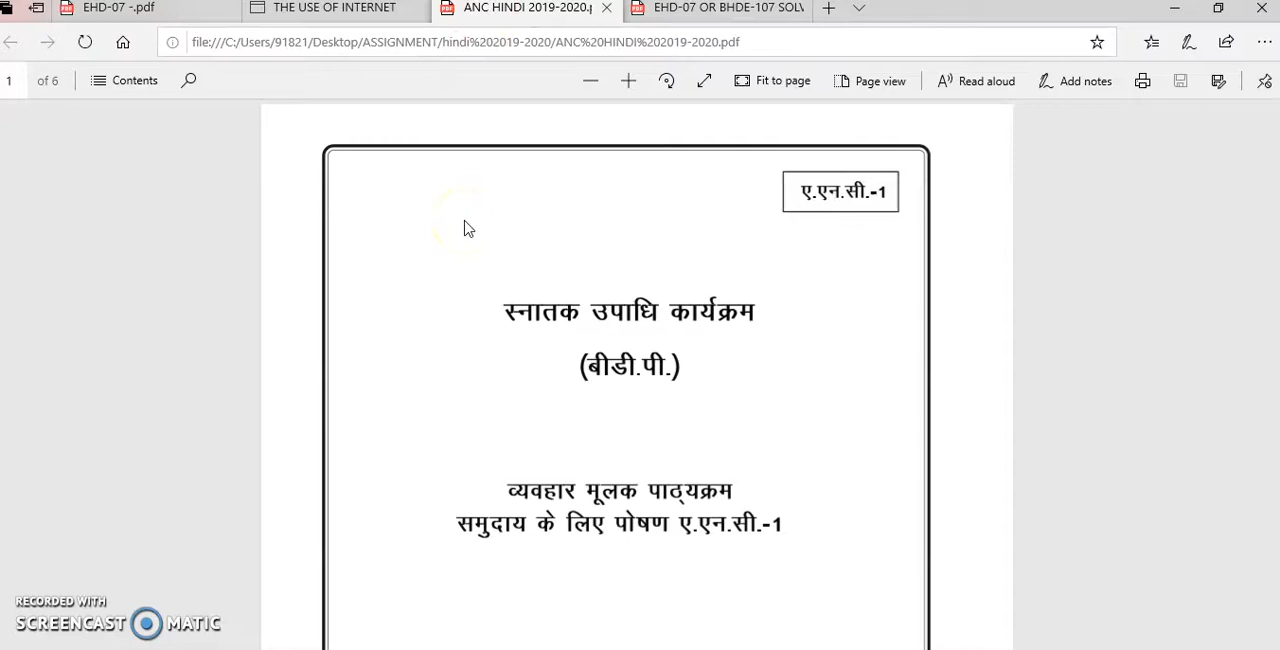 EHD-07 -.pdf
THE USE OF INTERNET
ANC HINDI 2019-2020.p
EHD-07 OR BHDE-107 SOLV
file:///C:/Users/91821/Desktop/ASSIGNMENT/hindi%202019-2020/ANC%20HINDI%202019-2020.pdf
1 of 6 Contents Fit to page Page view Read aloud Add notes
ए.एन.सी.-1
स्नातक उपाधि कार्यक्रम
(बीडी.पी.)
व्यवहार मूलक पाठ्यक्रम
समुदाय के लिए पोषण ए.एन.सी.-1
RECORDED WITH
SCREENCAST MATIC